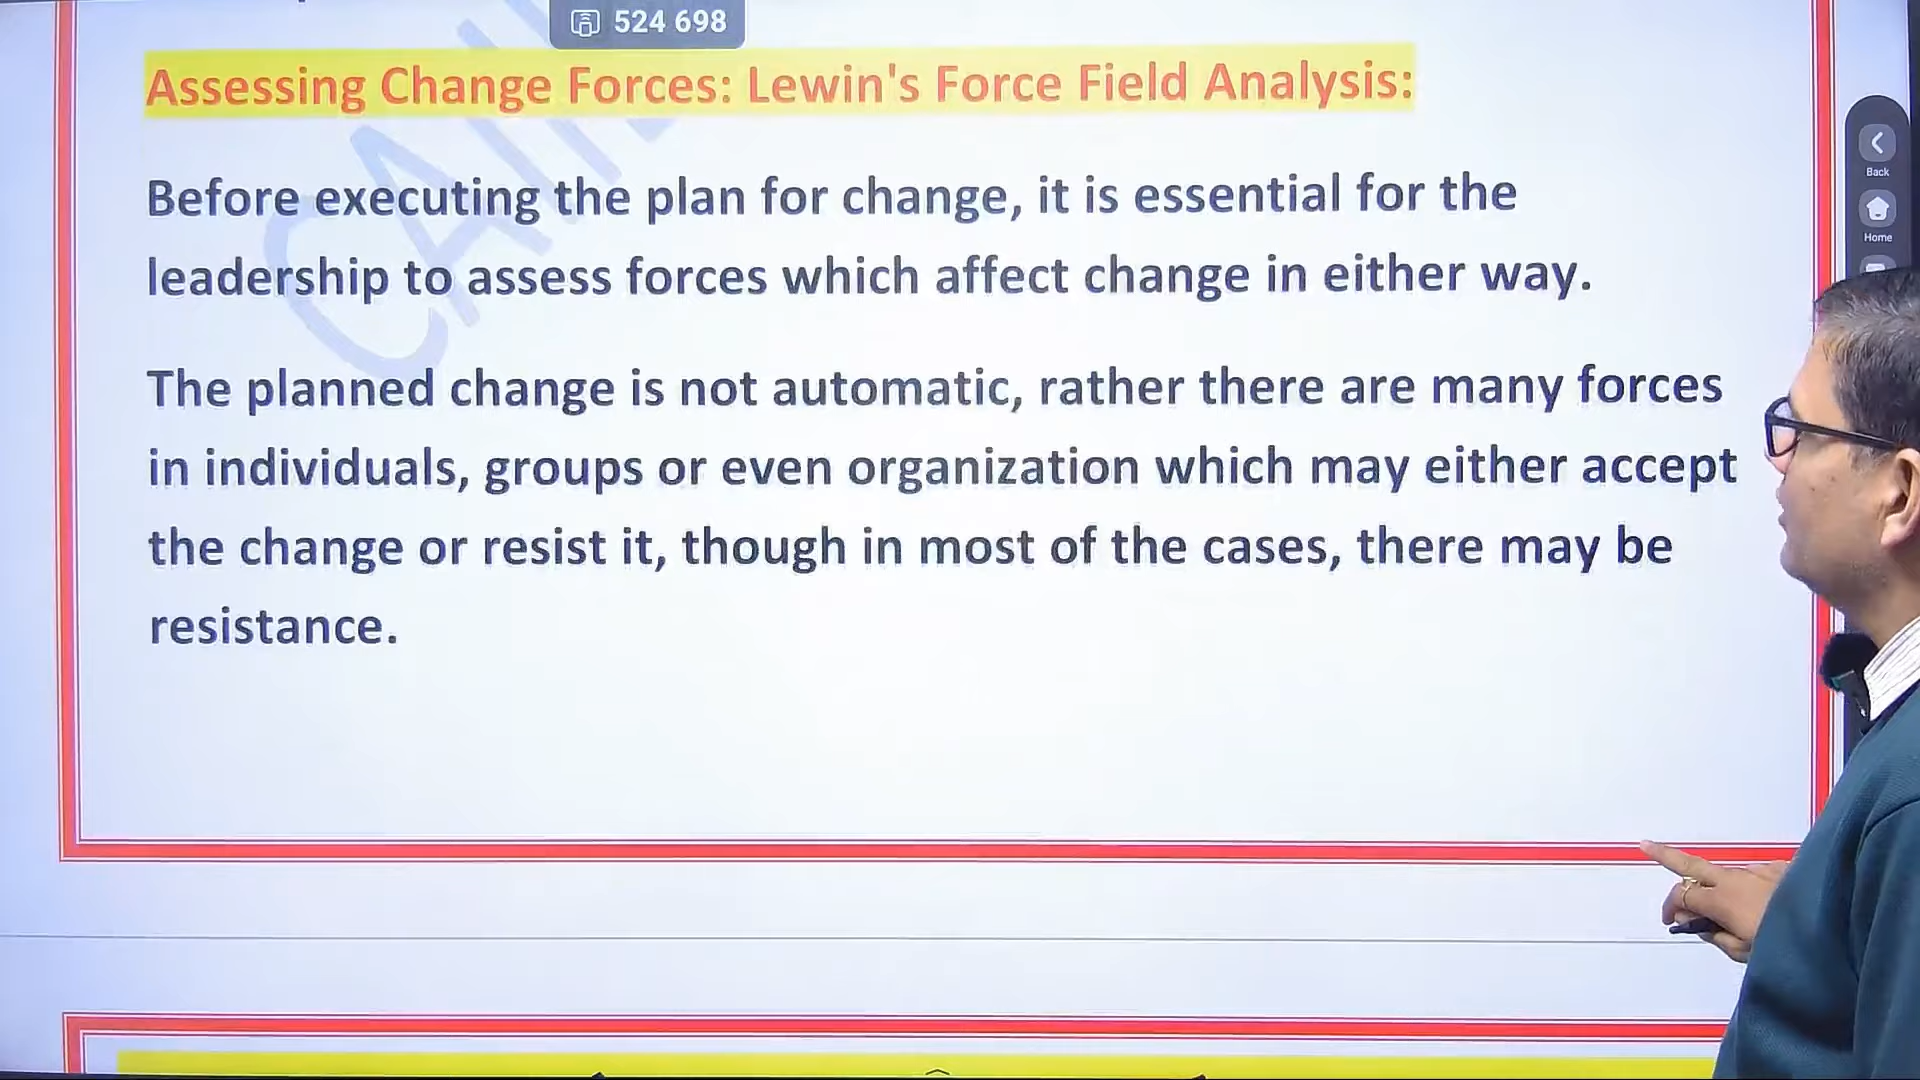 524 698
Assessing Change Forces: Lewin's Force Field Analysis:
Before executing the plan for change, it is essential for the
leadership to assess forces which affect change in either way.
The planned change is not automatic, rather there are many forces
in individuals, groups or even organization which may either accept
the change or resist it, though in most of the cases, there may be
resistance.
Back
Home